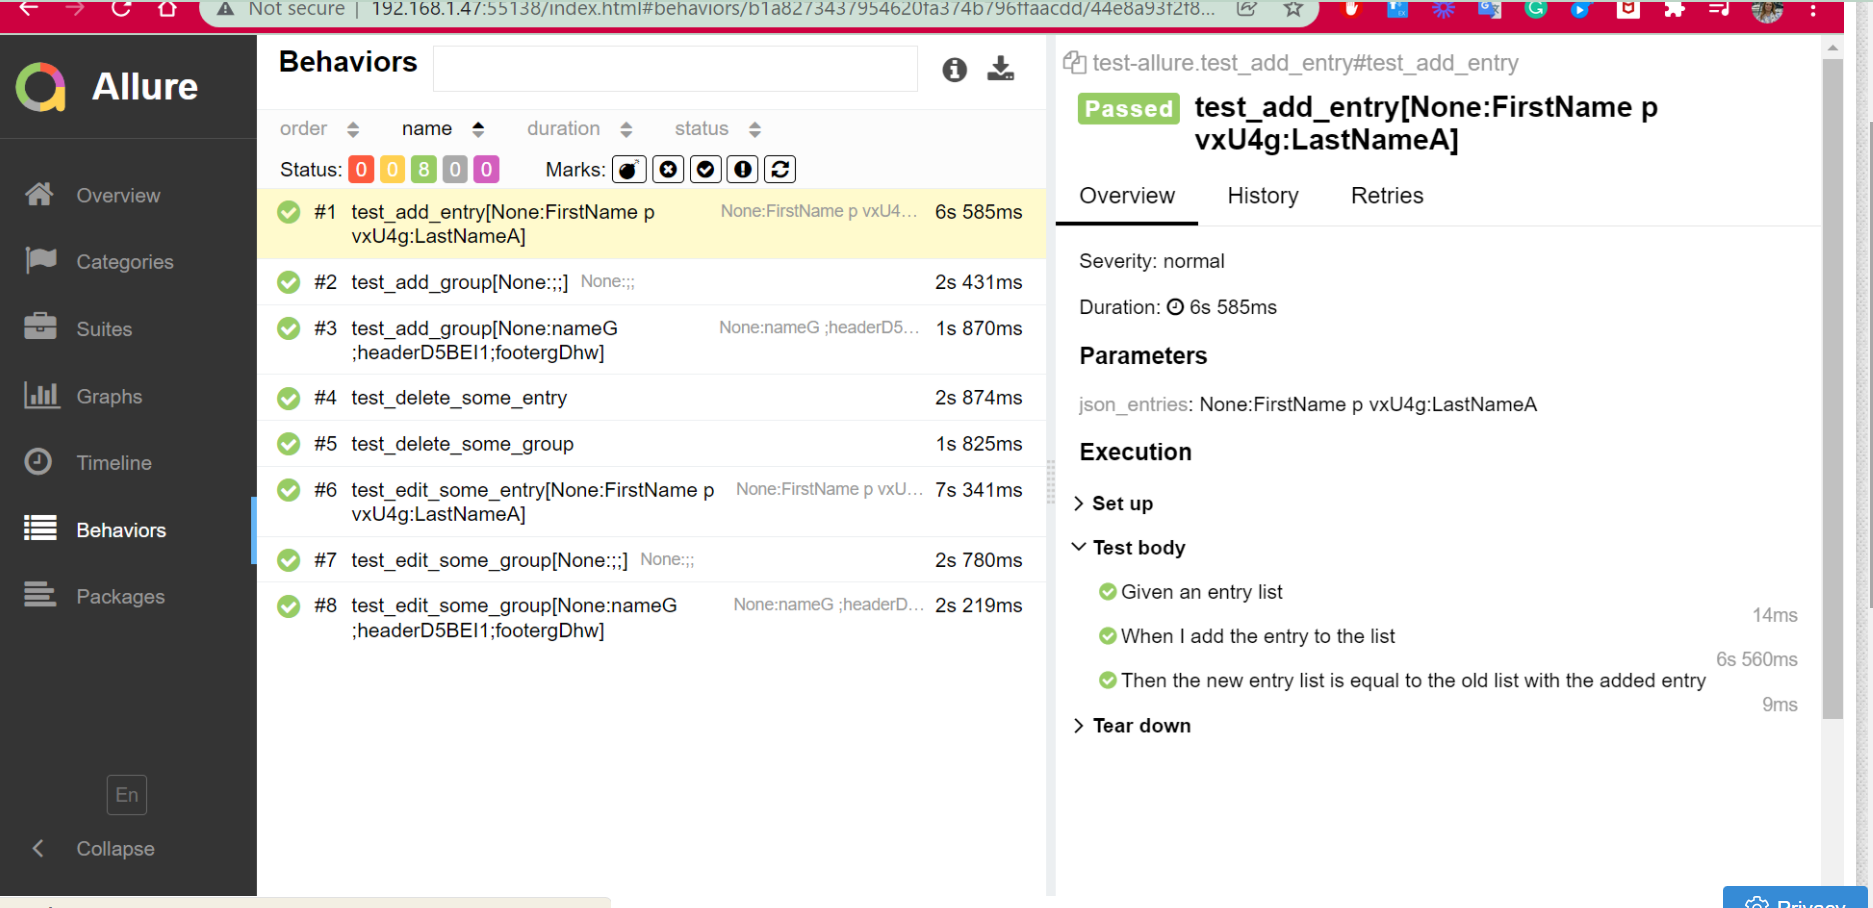 Not secure | 192.168.1.47:55138/index.html#behaviors/b1a8273437954620fa374b796ffaacdd/44e8a93f2f8...
Allure
Overview
Categories
Suites
Graphs
Timeline
Behaviors
Packages
En
Collapse
Behaviors
order name duration status
Status: 0 0 8 0 0 Marks:
#1 test_add_entry[None:FirstName p None:FirstName p vxU4... 6s 585ms
vxU4g:LastNameA]
#2 test_add_group[None:;;] None:;; 2s 431ms
#3 test_add_group[None:nameG None:nameG ;headerD5... 1s 870ms
;headerD5BEI1;footergDhw]
#4 test_delete_some_entry 2s 874ms
#5 test_delete_some_group 1s 825ms
#6 test_edit_some_entry[None:FirstName p None:FirstName p vxU... 7s 341ms
vxU4g:LastNameA]
#7 test_edit_some_group[None:;;] None:;; 2s 780ms
#8 test_edit_some_group[None:nameG None:nameG ;headerD... 2s 219ms
;headerD5BEI1;footergDhw]
test-allure.test_add_entry#test_add_entry
Passed test_add_entry[None:FirstName p
vxU4g:LastNameA]
Overview History Retries
Severity: normal
Duration: 6s 585ms
Parameters
json_entries: None:FirstName p vxU4g:LastNameA
Execution
Set up
Test body
Given an entry list
14ms
When I add the entry to the list
6s 560ms
Then the new entry list is equal to the old list with the added entry
9ms
Tear down
Privacy